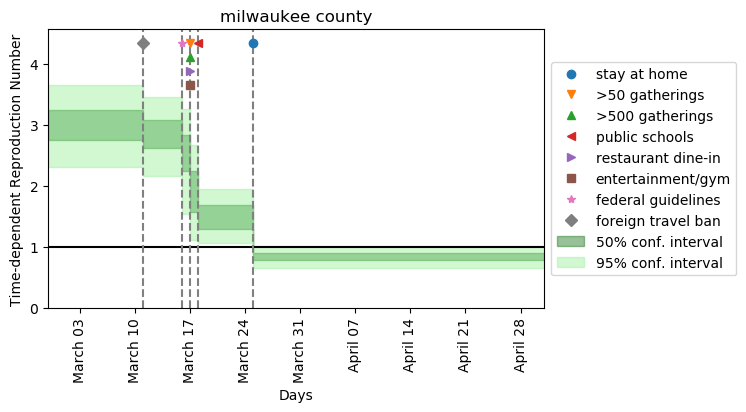 milwaukee county
Time-dependent Reproduction Number
4
3
2
1
0
March 03
March 10
March 17
March 24
March 31
April 07
April 14
April 21
April 28
Days
stay at home
>50 gatherings
>500 gatherings
public schools
restaurant dine-in
entertainment/gym
federal guidelines
foreign travel ban
50% conf. interval
95% conf. interval